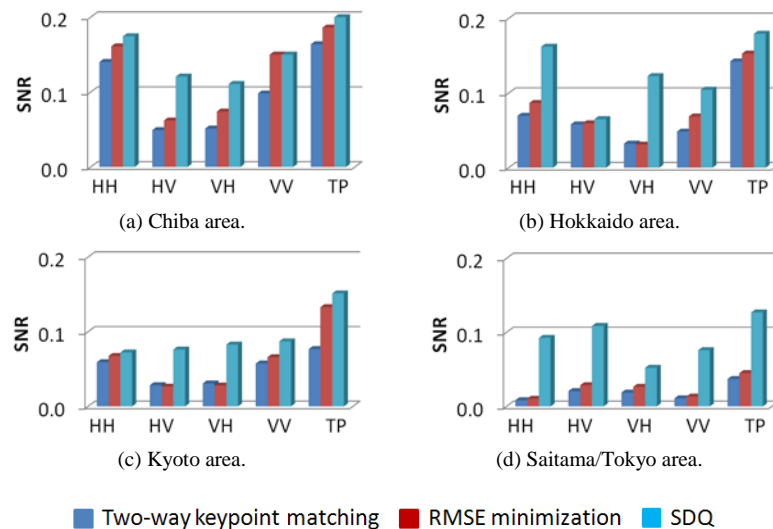 0.2
0.1
0.0
SNR
HH HV VH VV TP
(a) Chiba area.
0.2
0.1
0.0
SNR
HH HV VH VV TP
(b) Hokkaido area.
0.2
0.1
0.0
SNR
HH HV VH VV TP
(c) Kyoto area.
0.2
0.1
0.0
SNR
HH HV VH VV TP
(d) Saitama/Tokyo area.
Two-way keypoint matching RMSE minimization SDQ